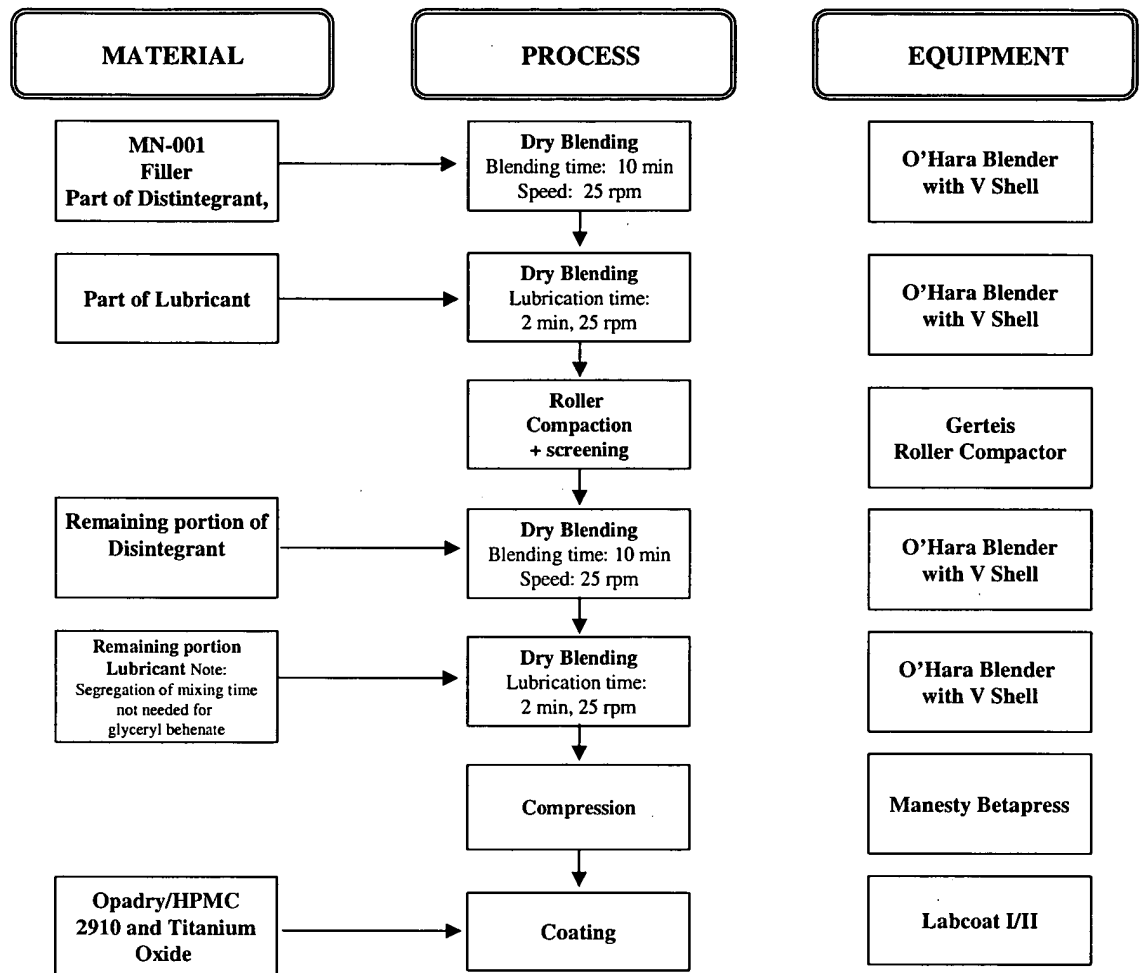 MATERIAL
PROCESS
EQUIPMENT
MN-001
Filler
Part of Distintegrant,
Dry Blending
Blending time: 10 min
Speed: 25 rpm
O'Hara Blender
with V Shell
Part of Lubricant
Dry Blending
Lubrication time:
2 min, 25 rpm
O'Hara Blender
with V Shell
Roller
Compaction
+ screening
Gerteis
Roller Compactor
Remaining portion of
Disintegrant
Dry Blending
Blending time: 10 min
Speed: 25 rpm
O'Hara Blender
with V Shell
Remaining portion
Lubricant Note:
Segregation of mixing time
not needed for
glyceryl behenate
Dry Blending
Lubrication time:
2 min, 25 rpm
O'Hara Blender
with V Shell
Compression
Manesty Betapress
Opadry/HPMC
2910 and Titanium
Oxide
Coating
Labcoat I/II